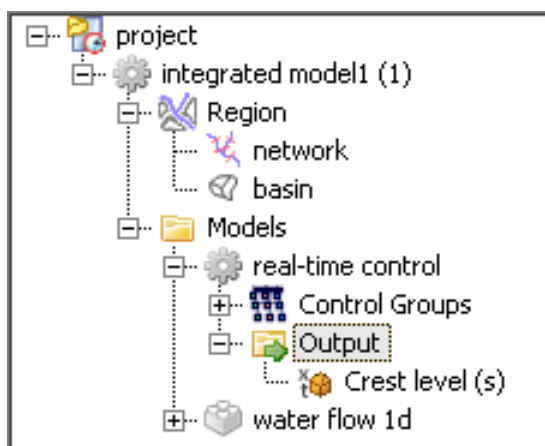 project
integrated model1 (1)
Region
network
basin
Models
real-time control
Control Groups
Output
Crest level (s)
water flow 1d